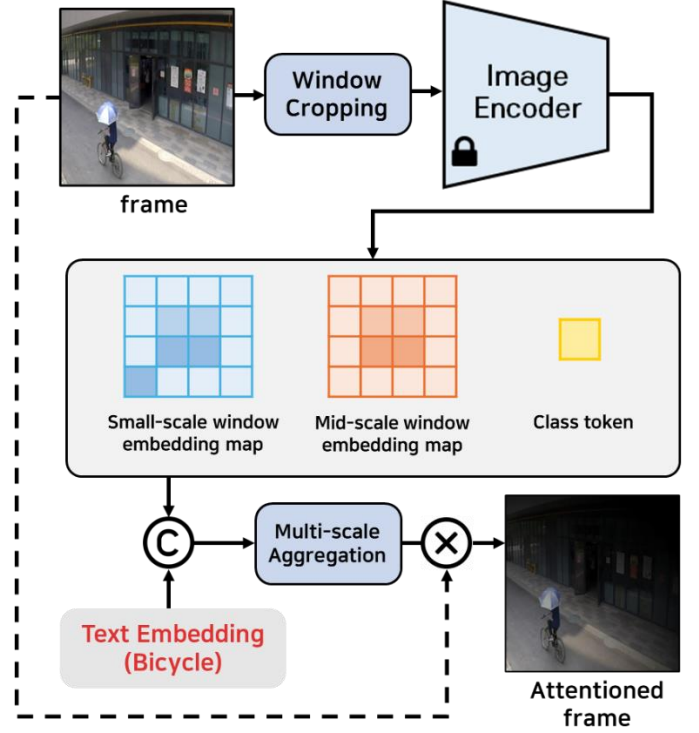 frame
Window
Cropping
Image
Encoder
Small-scale window
embedding map
Mid-scale window
embedding map
Class token
C
Multi-scale
Aggregation
×
Text Embedding
(Bicycle)
Attentioned
frame